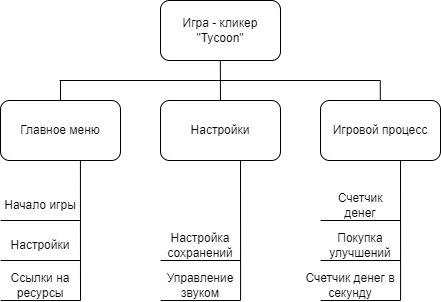 Игра - кликер
"Tycoon"
Главное меню
Настройки
Игровой процесс
Начало игры
Настройки
Ссылки на
ресурсы
Настройка
сохранений
Управление
звуком
Счетчик
денег
Покупка
улучшений
Счетчик денег в
секунду